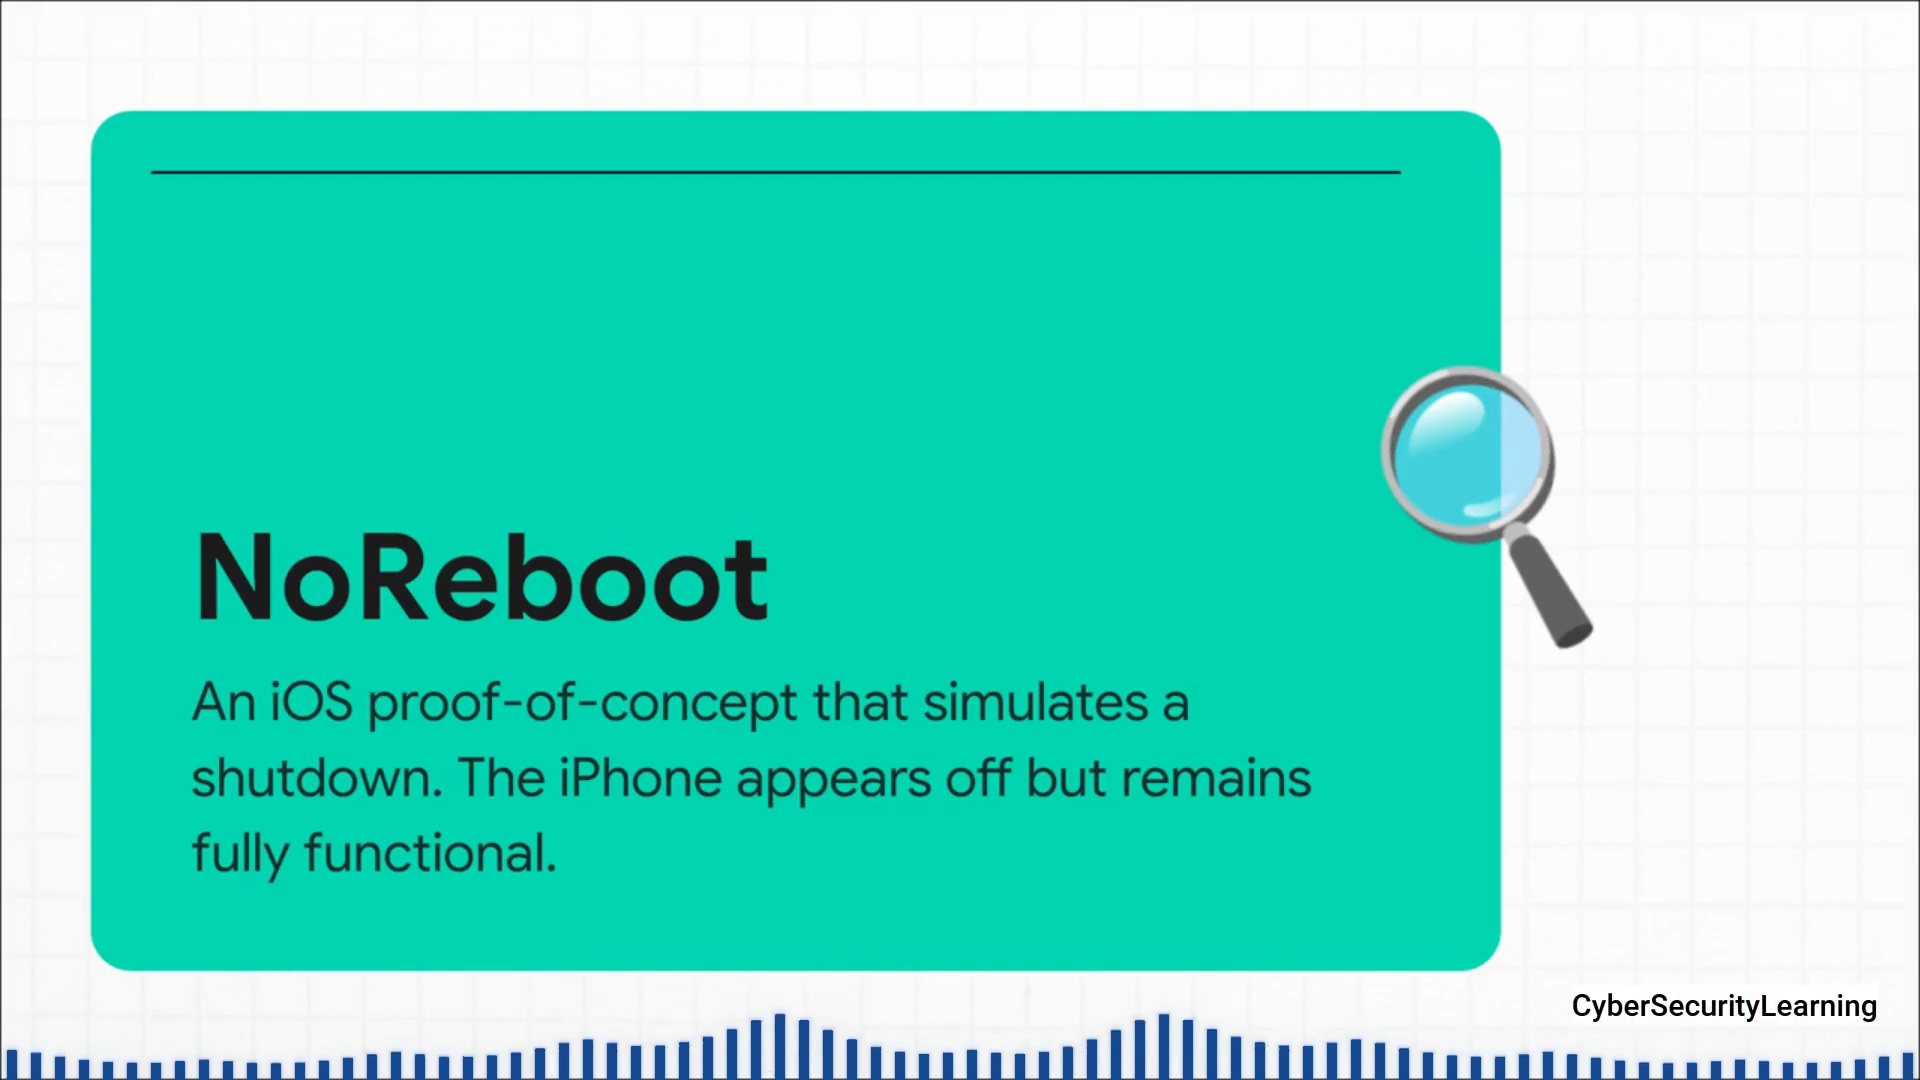 NoReboot
An iOS proof-of-concept that simulates a
shutdown. The iPhone appears off but remains
fully functional.
CyberSecurityLearning